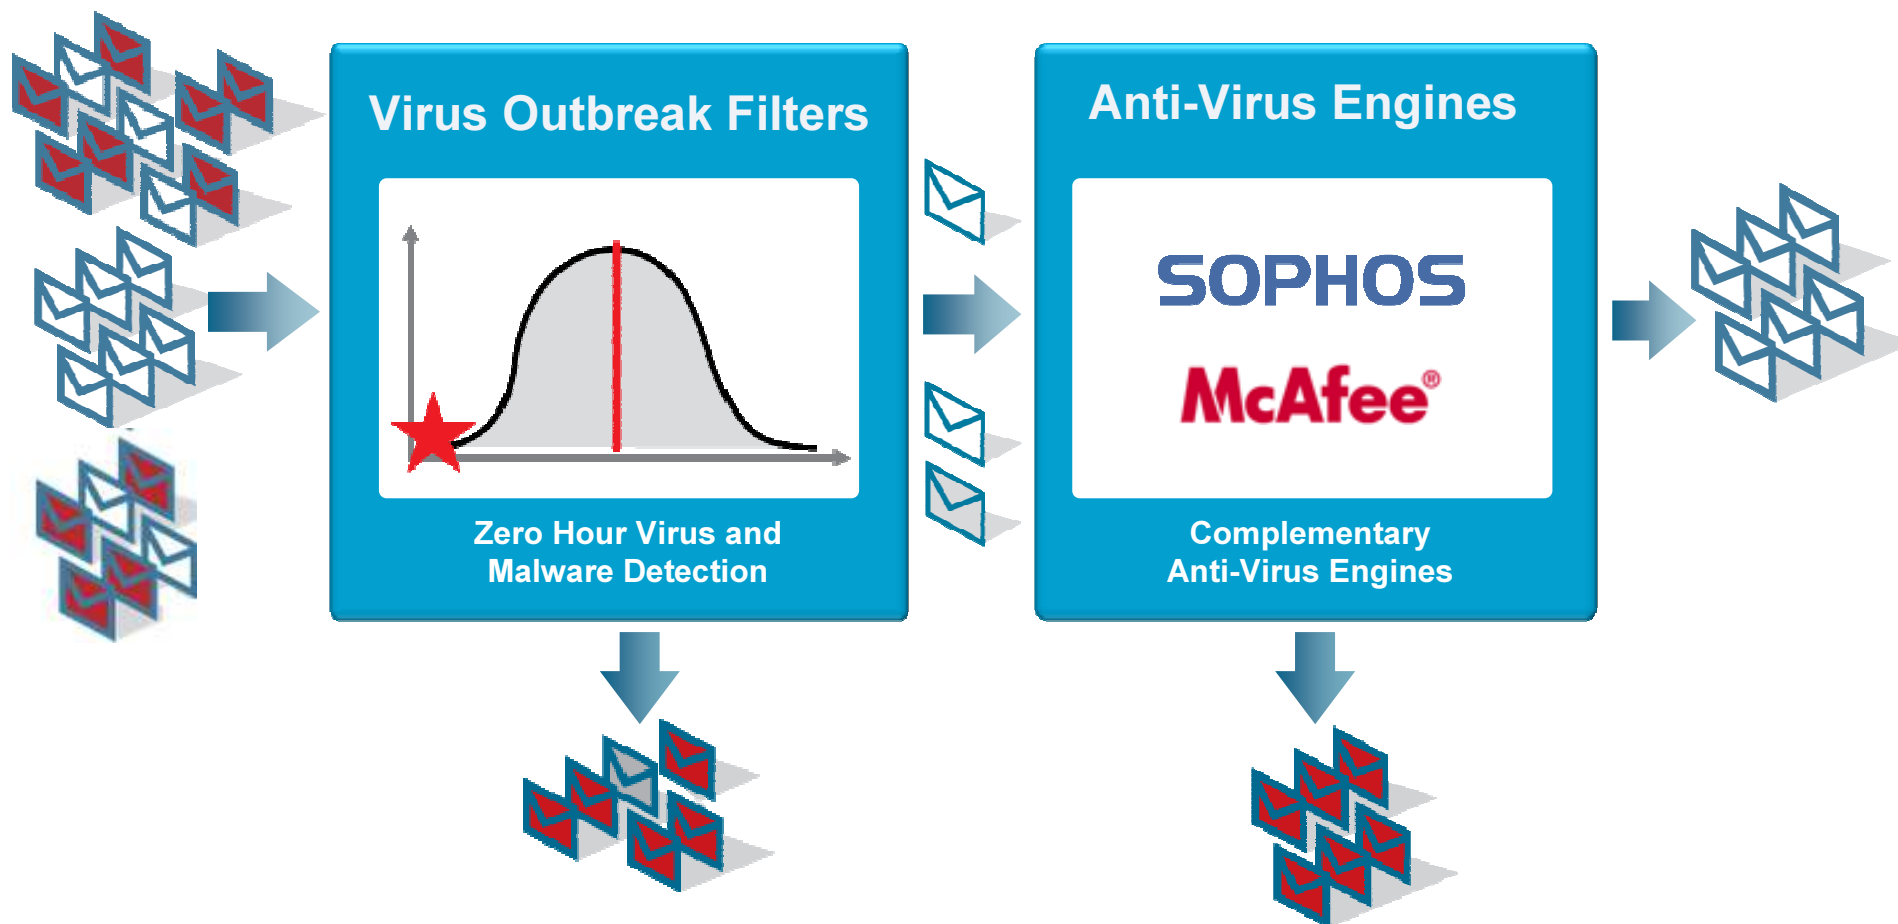 Virus Outbreak Filters
Zero Hour Virus and
Malware Detection
Anti-Virus Engines
SOPHOS
McAfee®
Complementary
Anti-Virus Engines